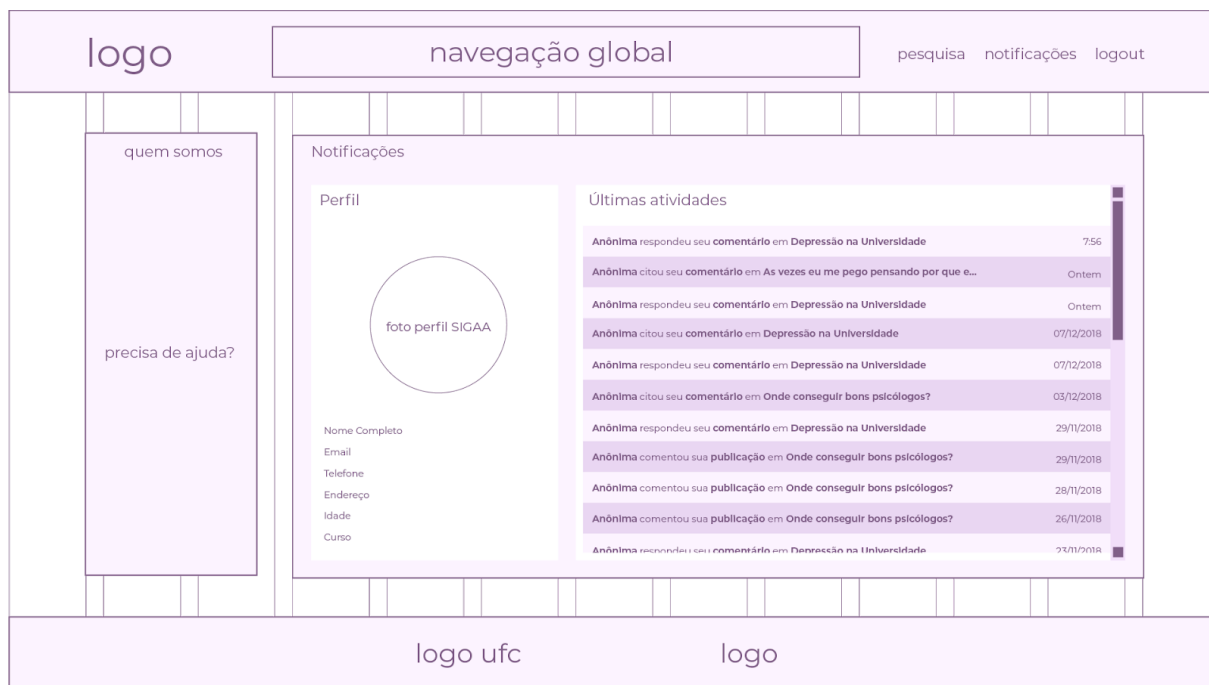 logo
navegação global
pesquisa notificações logout
quem somos
precisa de ajuda?
Notificações
Perfil
foto perfil SIGAA
Nome Completo
Email
Telefone
Endereço
Idade
Curso
Últimas atividades
Anônima respondeu seu comentário em Depressão na Universidade 7:56
Anônima citou seu comentário em As vezes eu me pego pensando por que e... Ontem
Anônima respondeu seu comentário em Depressão na Universidade Ontem
Anônima citou seu comentário em Depressão na Universidade 07/12/2018
Anônima respondeu seu comentário em Depressão na Universidade 07/12/2018
Anônima citou seu comentário em Onde conseguir bons psicólogos? 03/12/2018
Anônima respondeu seu comentário em Depressão na Universidade 29/11/2018
Anônima comentou sua publicação em Onde conseguir bons psicólogos? 29/11/2018
Anônima comentou sua publicação em Onde conseguir bons psicólogos? 28/11/2018
Anônima comentou sua publicação em Onde conseguir bons psicólogos? 26/11/2018
Anônima respondeu seu comentário em Depressão na Universidade 23/11/2018
logo ufc logo